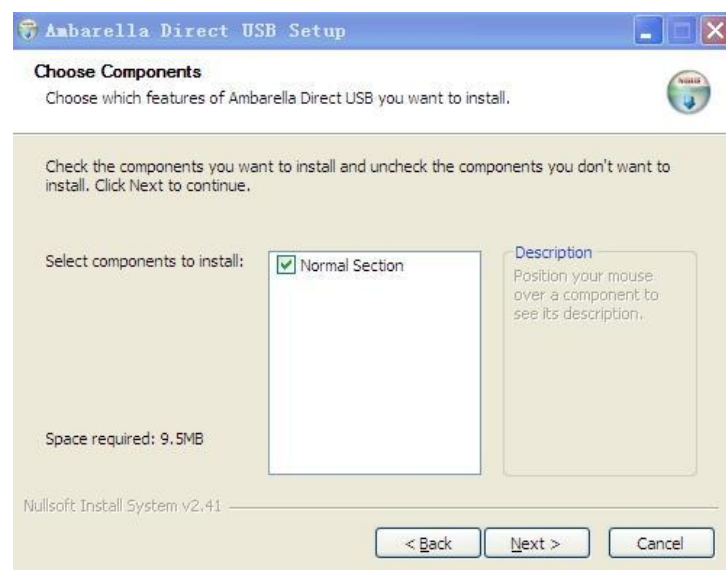 Ambarella Direct USB Setup
Choose Components
Choose which features of Ambarella Direct USB you want to install.
Check the components you want to install and uncheck the components you don't want to
install. Click Next to continue.
Select components to install:
Normal Section
Description
Position your mouse
over a component to
see its description.
Space required: 9.5MB
Nullsoft Install System v2.41
< Back
Next >
Cancel